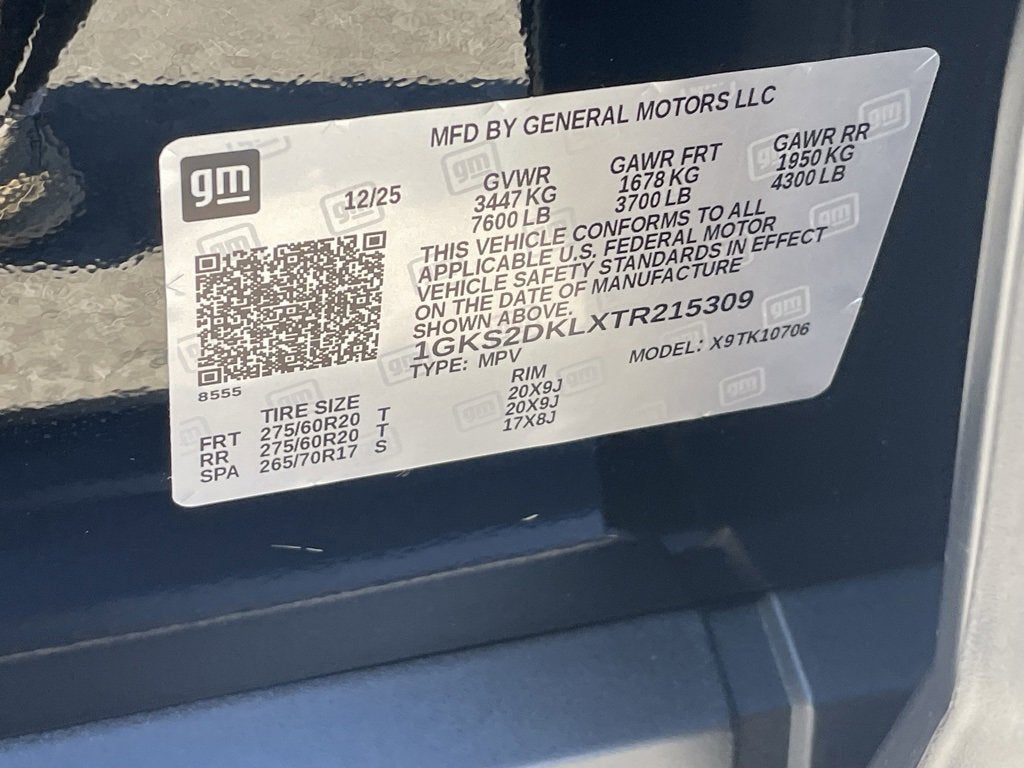 MFD BY GENERAL MOTORS LLC
gm
12/25
GVWR GAWR FRT GAWR RR
3447 KG 1678 KG 1950 KG
7600 LB 3700 LB 4300 LB
THIS VEHICLE CONFORMS TO ALL
APPLICABLE U.S. FEDERAL MOTOR
VEHICLE SAFETY STANDARDS IN EFFECT
ON THE DATE OF MANUFACTURE
SHOWN ABOVE.
1GKS2DKLXTR215309
TYPE: MPV MODEL: X9TK10706
8555
TIRE SIZE RIM
FRT 275/60R20 T 20X9J
RR 275/60R20 T 20X9J
SPA 265/70R17 S 17X8J